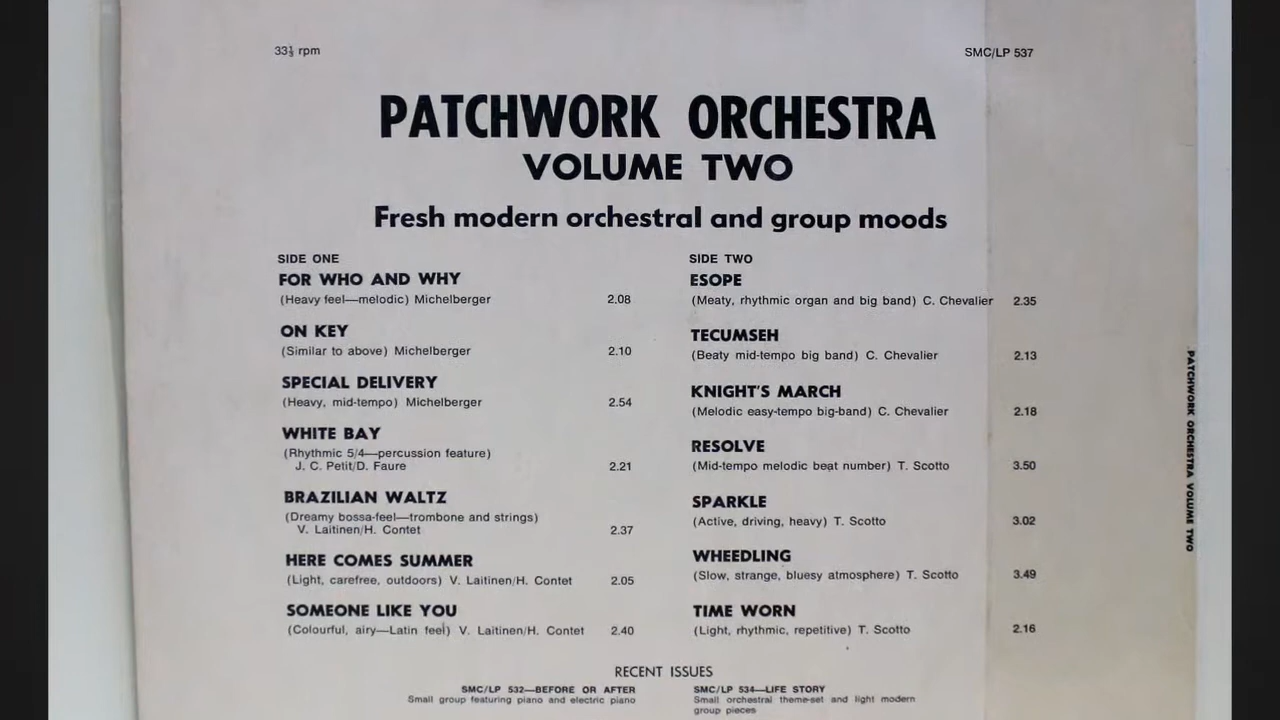 33⅓ rpm
SMC/LP 537
PATCHWORK ORCHESTRA
VOLUME TWO
Fresh modern orchestral and group moods
SIDE ONE
FOR WHO AND WHY
(Heavy feel—melodic) Michelberger 2.08
ON KEY
(Similar to above) Michelberger 2.10
SPECIAL DELIVERY
(Heavy, mid-tempo) Michelberger 2.54
WHITE BAY
(Rhythmic 5/4—percussion feature)
J. C. Petit/D. Faure 2.21
BRAZILIAN WALTZ
(Dreamy bossa-feel—trombone and strings)
V. Laitinen/H. Contet 2.37
HERE COMES SUMMER
(Light, carefree, outdoors) V. Laitinen/H. Contet 2.05
SOMEONE LIKE YOU
(Colourful, airy—Latin feel) V. Laitinen/H. Contet 2.40
SIDE TWO
ESOPE
(Meaty, rhythmic organ and big band) C. Chevalier 2.35
TECUMSEH
(Beaty mid-tempo big band) C. Chevalier 2.13
KNIGHT'S MARCH
(Melodic easy-tempo big-band) C. Chevalier 2.18
RESOLVE
(Mid-tempo melodic beat number) T. Scotto 3.50
SPARKLE
(Active, driving, heavy) T. Scotto 3.02
WHEEDLING
(Slow, strange, bluesy atmosphere) T. Scotto 3.49
TIME WORN
(Light, rhythmic, repetitive) T. Scotto 2.16
RECENT ISSUES
SMC/LP 532—BEFORE OR AFTER
Small group featuring piano and electric piano
SMC/LP 534—LIFE STORY
Small orchestral theme-set and light modern
group pieces
PATCHWORK ORCHESTRA VOLUME TWO